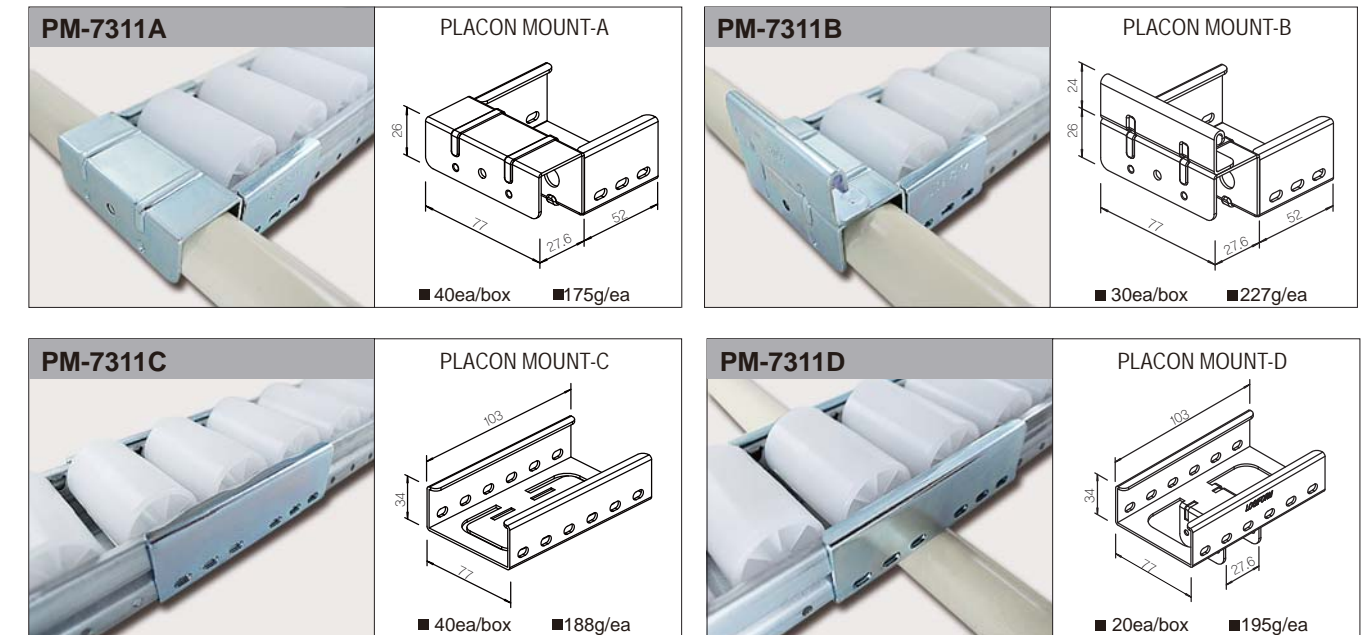 PM-7311A
PLACON MOUNT-A
26
77
27.6
52
■ 40ea/box ■175g/ea
PM-7311B
PLACON MOUNT-B
24
26
77
27.6
52
■ 30ea/box ■227g/ea
PM-7311C
PLACON MOUNT-C
103
34
77
■ 40ea/box ■188g/ea
PM-7311D
PLACON MOUNT-D
103
34
77
27.6
■ 20ea/box ■195g/ea